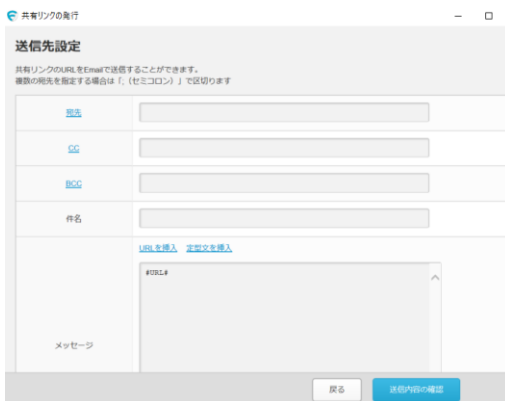 共有リンクの発行
送信先設定
共有リンクのURLをEmailで送信することができます。
複数の宛先を指定する場合は「;（セミコロン）」で区切ります
宛先
CC
BCC
件名
URLを挿入 定型文を挿入
#URL#
メッセージ
戻る 送信内容の確認